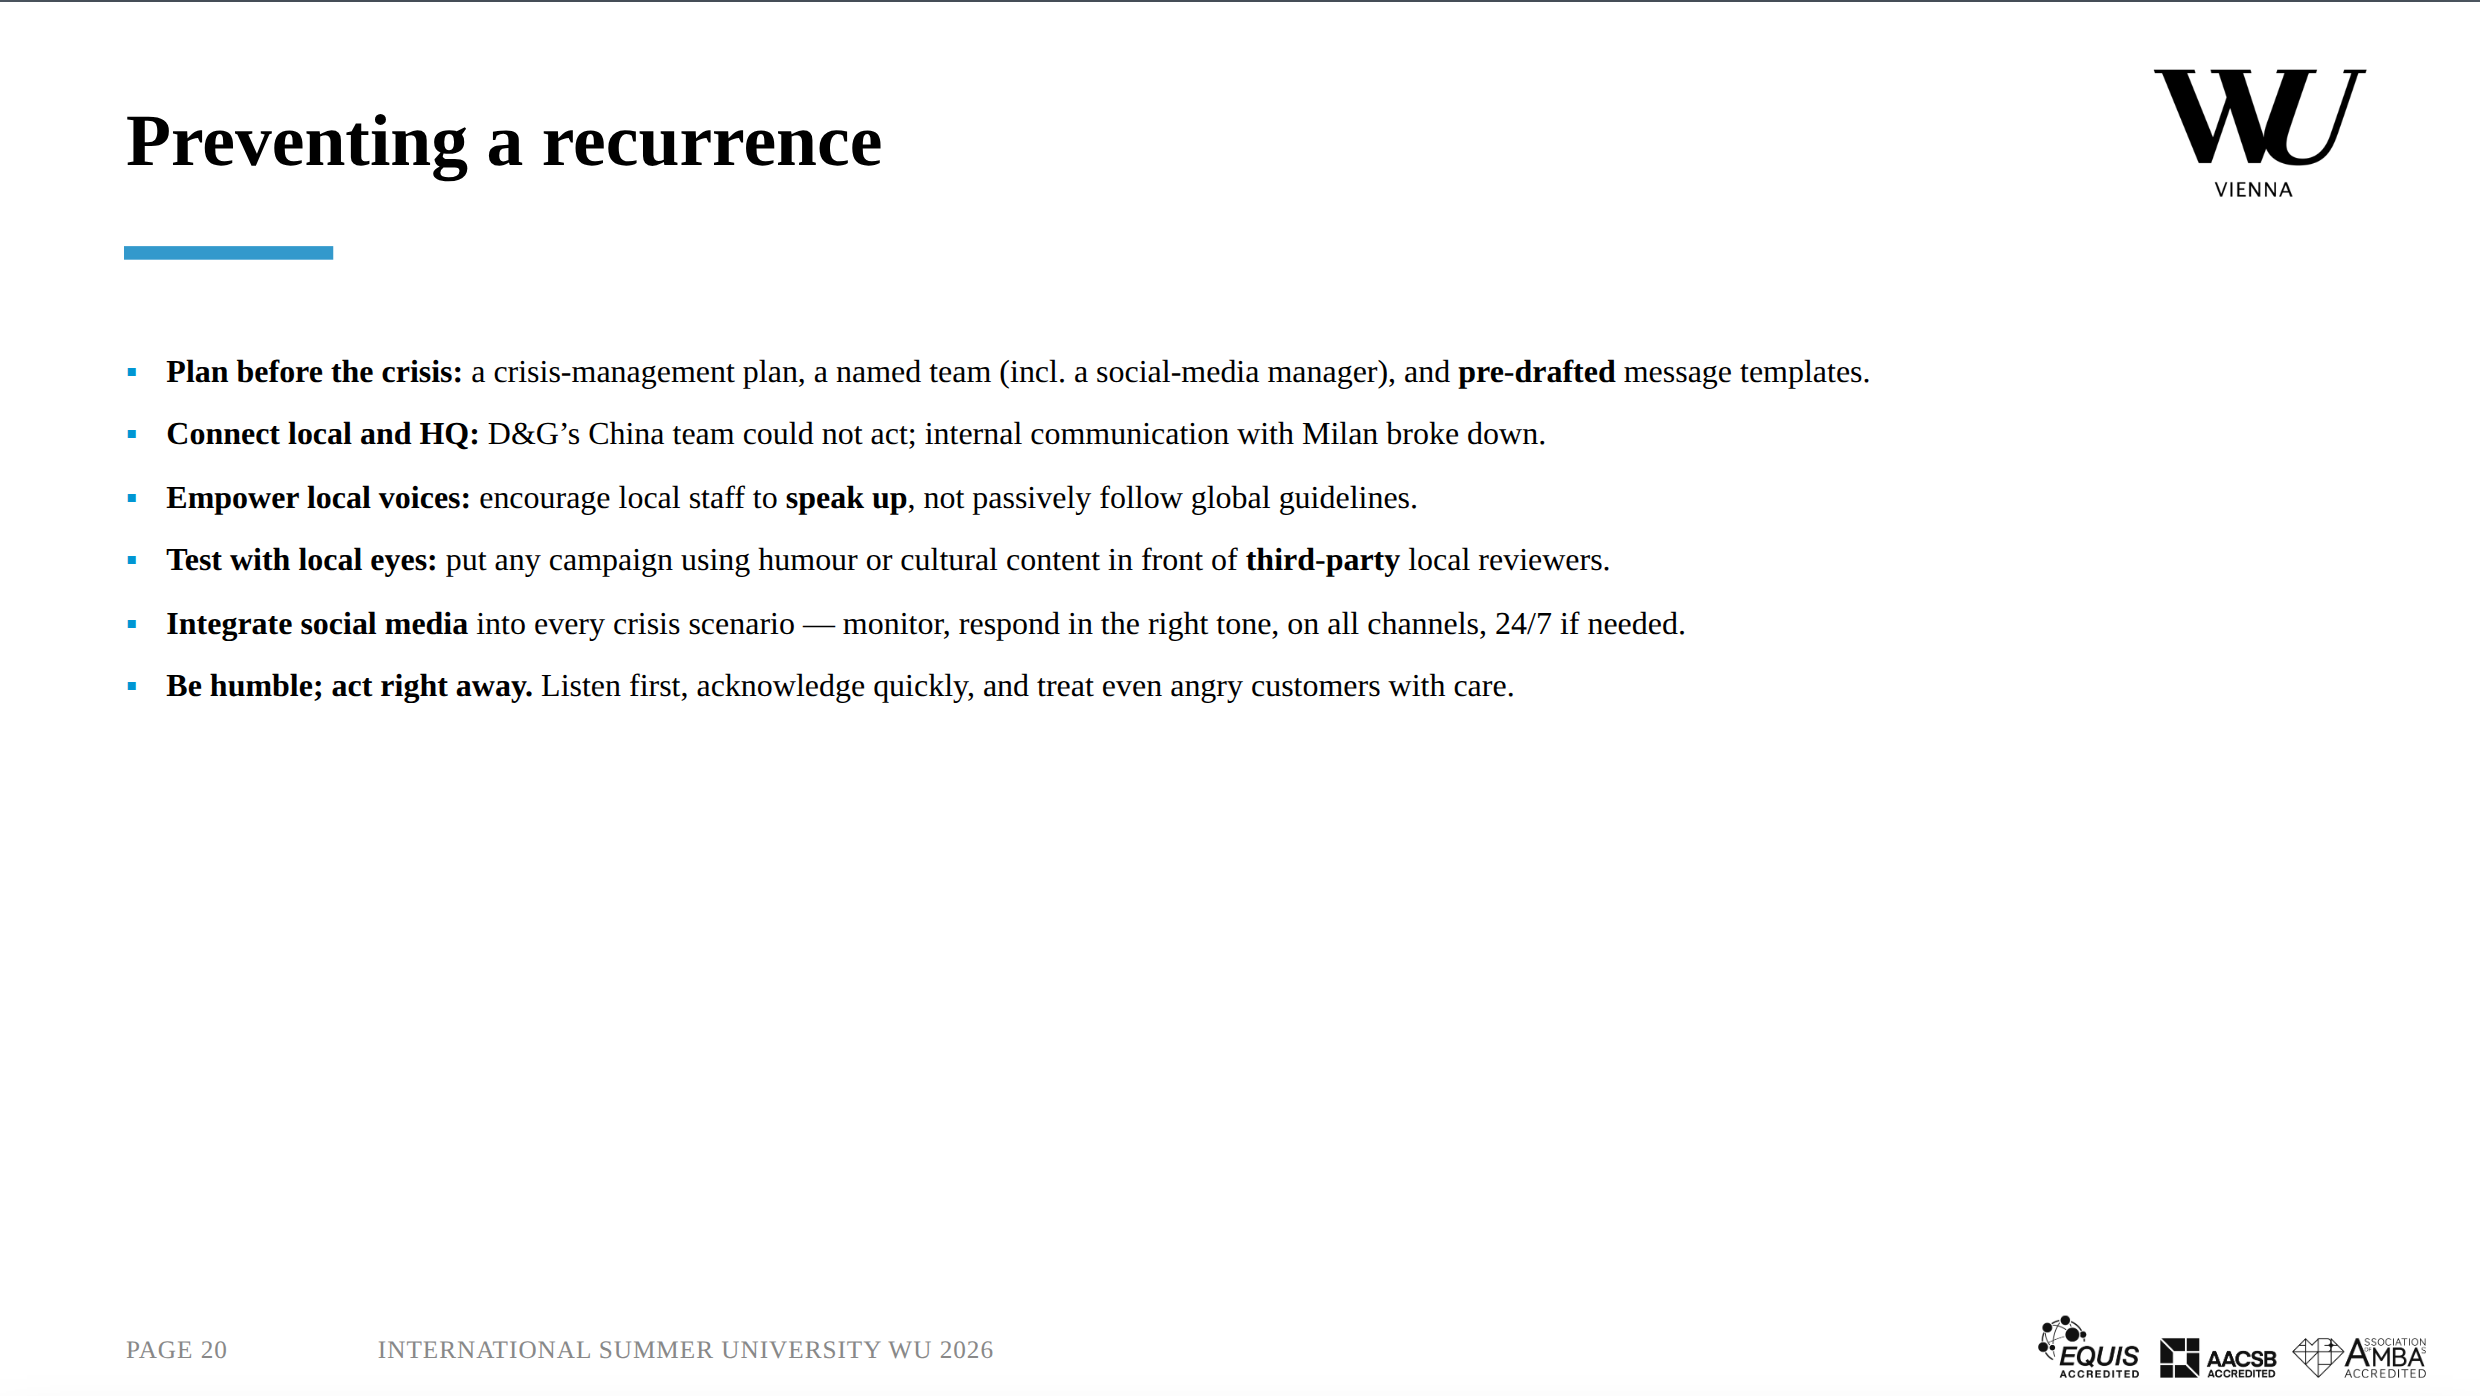 Preventing a recurrence
WU
VIENNA
▪ Plan before the crisis: a crisis-management plan, a named team (incl. a social-media manager), and pre-drafted message templates.
▪ Connect local and HQ: D&G’s China team could not act; internal communication with Milan broke down.
▪ Empower local voices: encourage local staff to speak up, not passively follow global guidelines.
▪ Test with local eyes: put any campaign using humour or cultural content in front of third-party local reviewers.
▪ Integrate social media into every crisis scenario — monitor, respond in the right tone, on all channels, 24/7 if needed.
▪ Be humble; act right away. Listen first, acknowledge quickly, and treat even angry customers with care.
PAGE 20 INTERNATIONAL SUMMER UNIVERSITY WU 2026
EQUIS
ACCREDITED
AACSB
ACCREDITED
ASSOCIATION
OF AMBAS
ACCREDITED